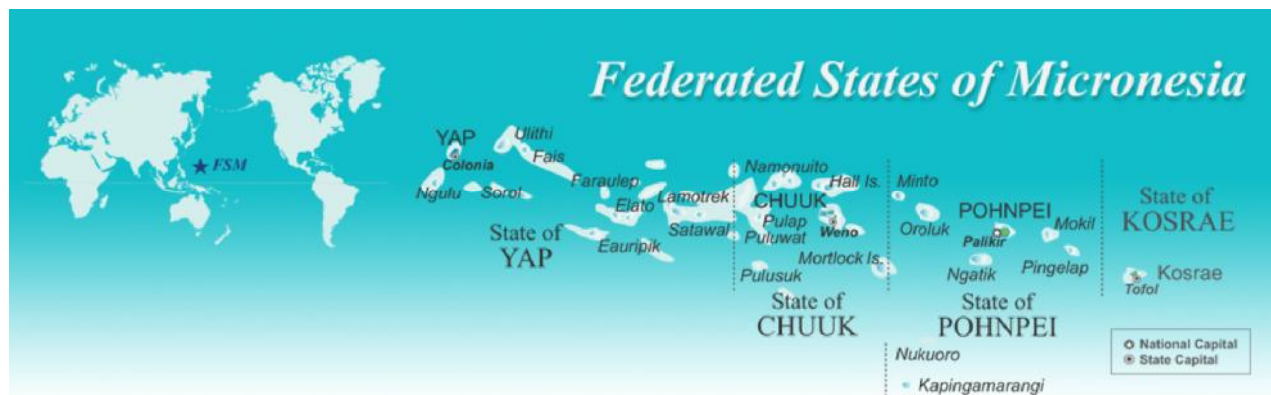 Federated States of Micronesia
FSM
YAP
Colonia
Ulithi
Fais
Ngulu
Sorol
Faraulep
Elato
Lamotrek
Satawal
Eauripik
State of
YAP
Namonuito
Hall Is.
CHUUK
Pulap
Weno
Puluwat
Mortlock Is.
Pulusuk
State of
CHUUK
Minto
Oroluk
POHNPEI
Palikir
Mokil
Ngatik
Pingelap
State of
POHNPEI
Nukuoro
Kapingamarangi
State of
KOSRAE
Kosrae
Tofol
National Capital
State Capital